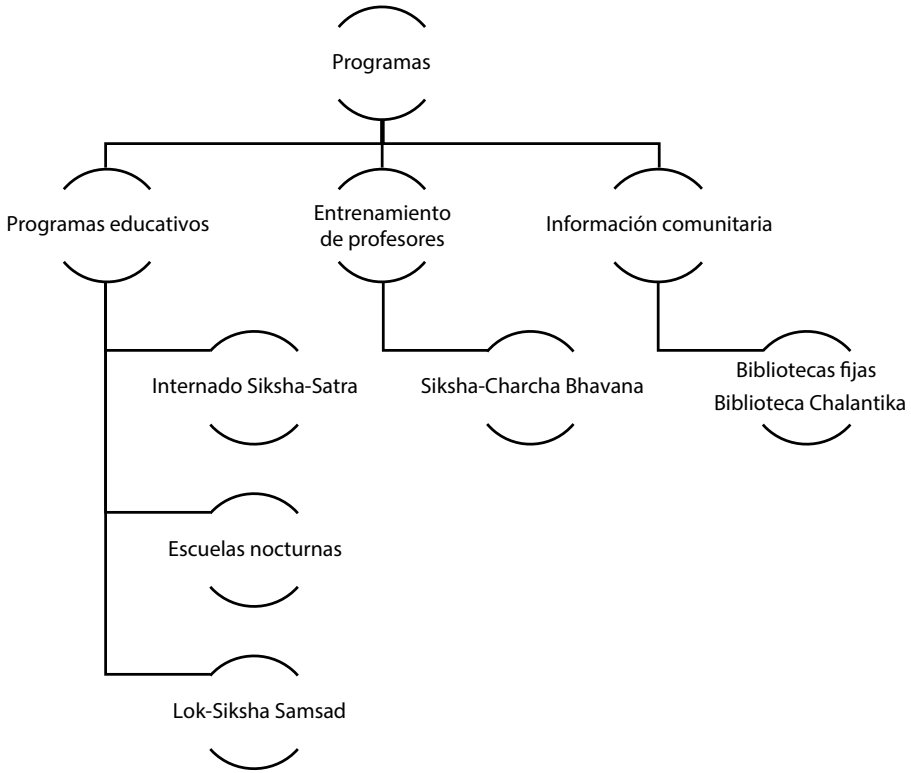 Programas
Programas educativos
Entrenamiento
de profesores
Información comunitaria
Internado Siksha-Satra
Siksha-Charcha Bhavana
Bibliotecas fijas
Biblioteca Chalantika
Escuelas nocturnas
Lok-Siksha Samsad